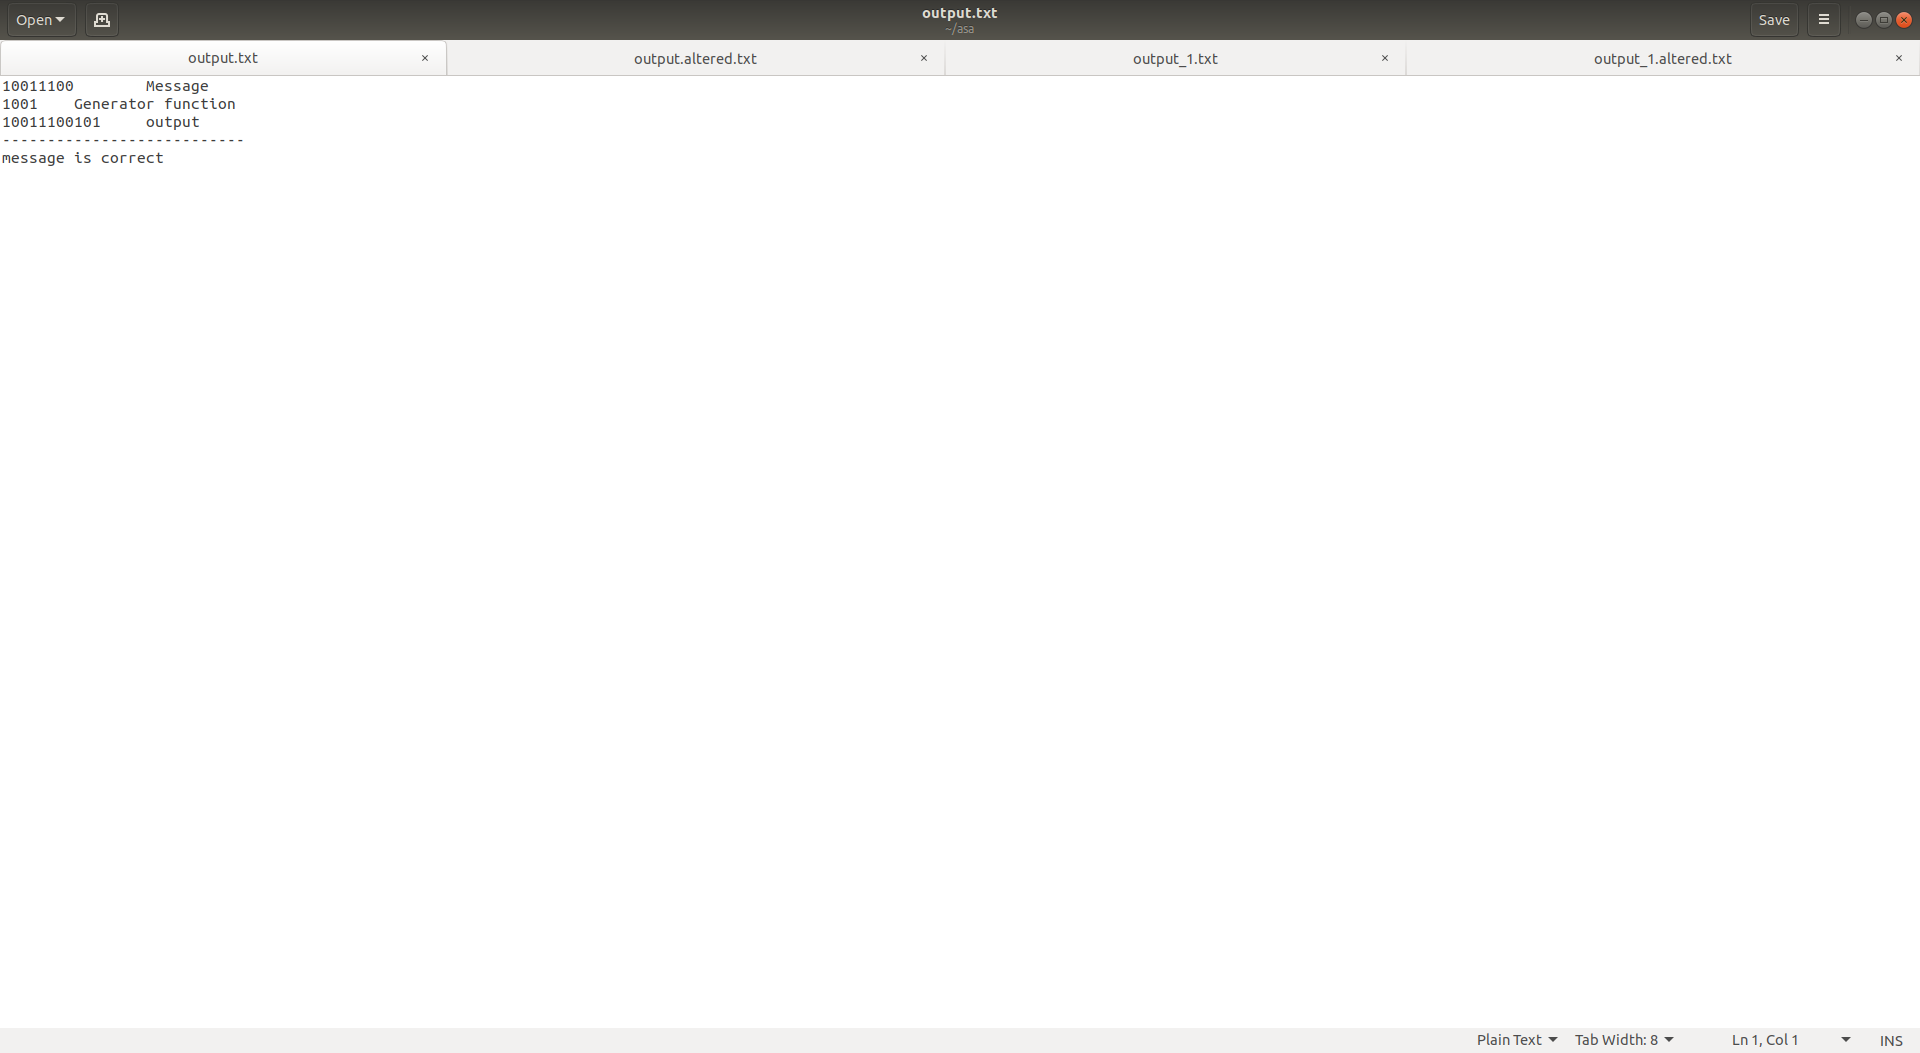 Open
output.txt
~/asa
Save
output.txt × output.altered.txt × output_1.txt × output_1.altered.txt ×
10011100 Message
1001 Generator function
10011100101 output
---------------------------
message is correct
Plain Text Tab Width: 8 Ln 1, Col 1 INS